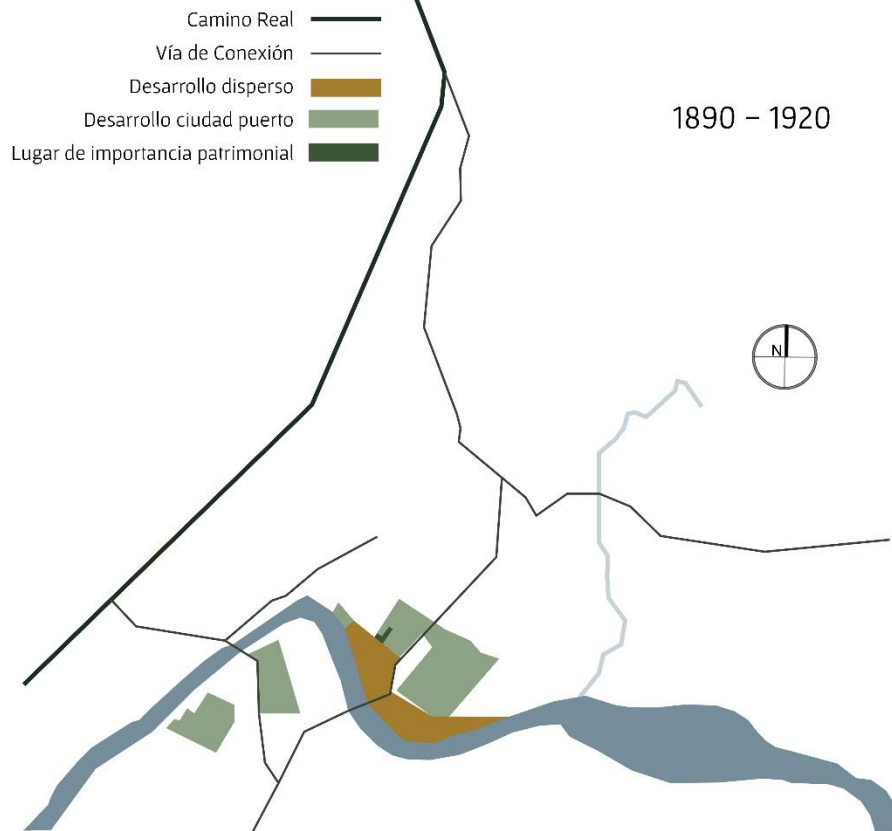 Camino Real
Vía de Conexión
Desarrollo disperso
Desarrollo ciudad puerto
Lugar de importancia patrimonial
1890 – 1920
N